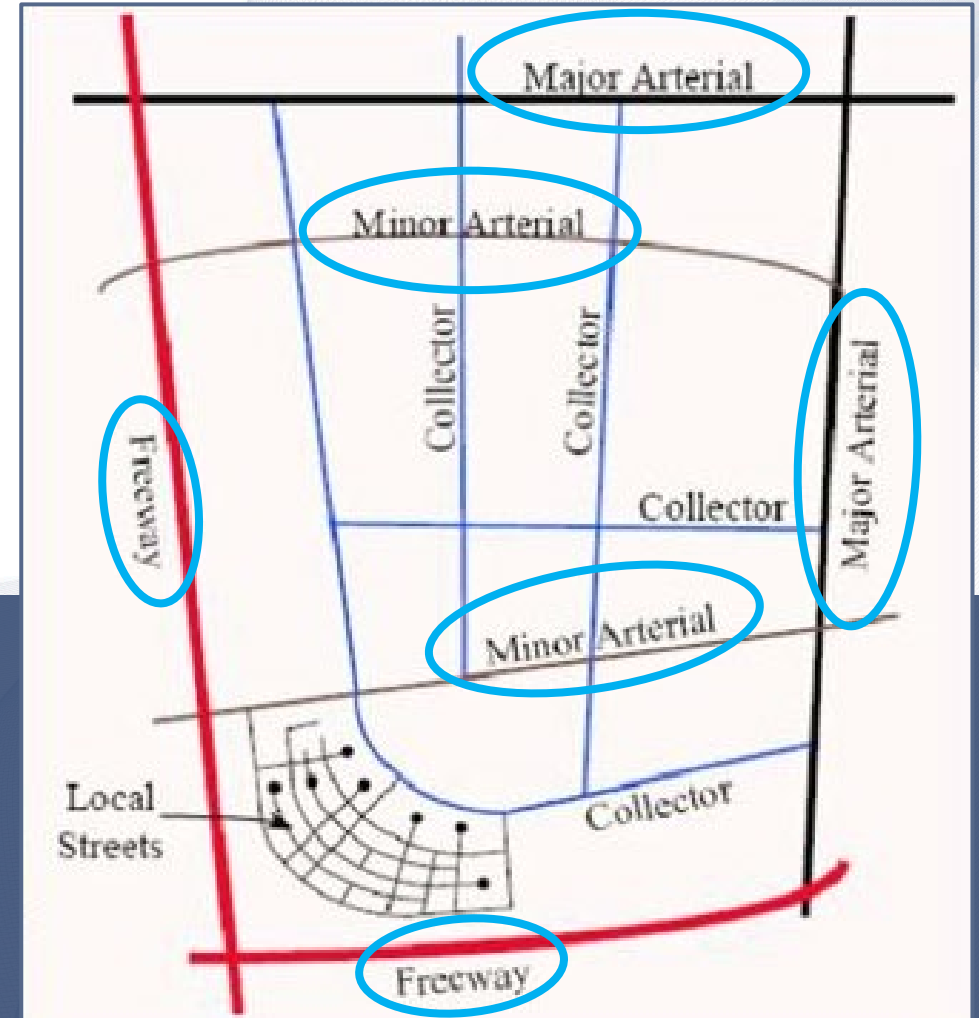 Major Arterial
Minor Arterial
Collector
Collector
Major Arterial
Freeway
Collector
Minor Arterial
Local
Streets
Collector
Freeway